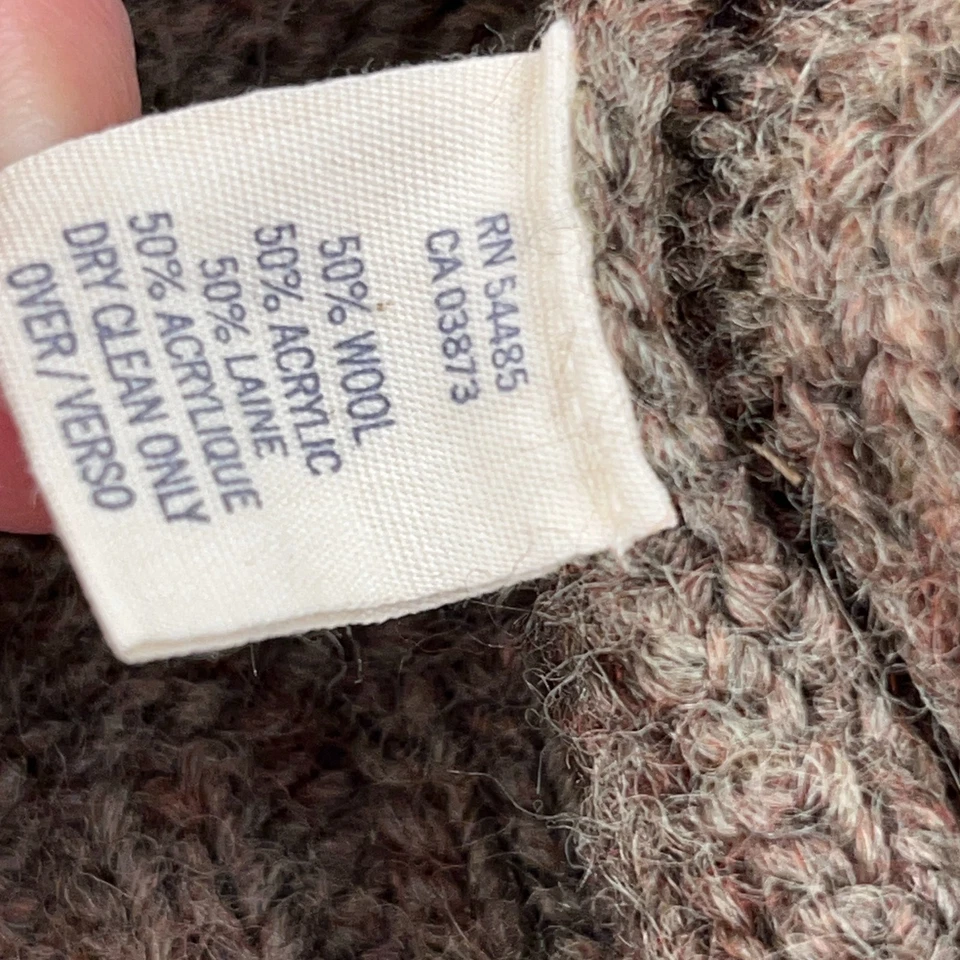 RN 54485
CA 03873
50% WOOL
50% ACRYLIC
50% LAINE
50% ACRYLIQUE
DRY CLEAN ONLY
OVER / VERSO